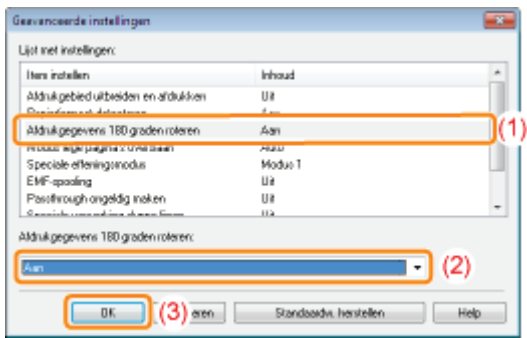 Geavanceerde instellingen
Lijst met instellingen:
Item instellen Inhoud
Afdrukgebied uitbreiden en afdrukken Uit
Afdrukgegevens 180 graden roteren Aan (1)
Speciale effeningsmodus Modus 1
EMF-spooling Uit
Passthrough ongeldig maken Uit
Afdrukgegevens 180 graden roteren:
Aan (2)
OK (3) eren Standaardw. herstellen Help